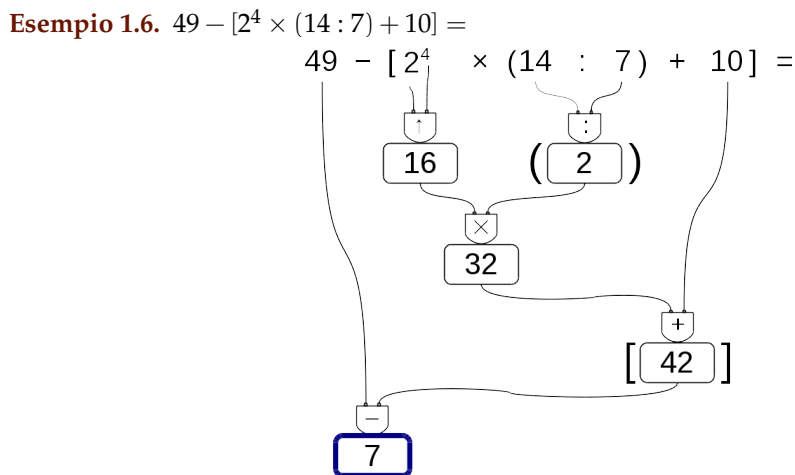 Esempio 1.6. 49 − [2⁴ × (14 : 7) + 10] =
49 − [ 2⁴ × (14 : 7 ) + 10 ] =
↑ :
16 ( 2 )
×
32
+
[ 42 ]
−
7